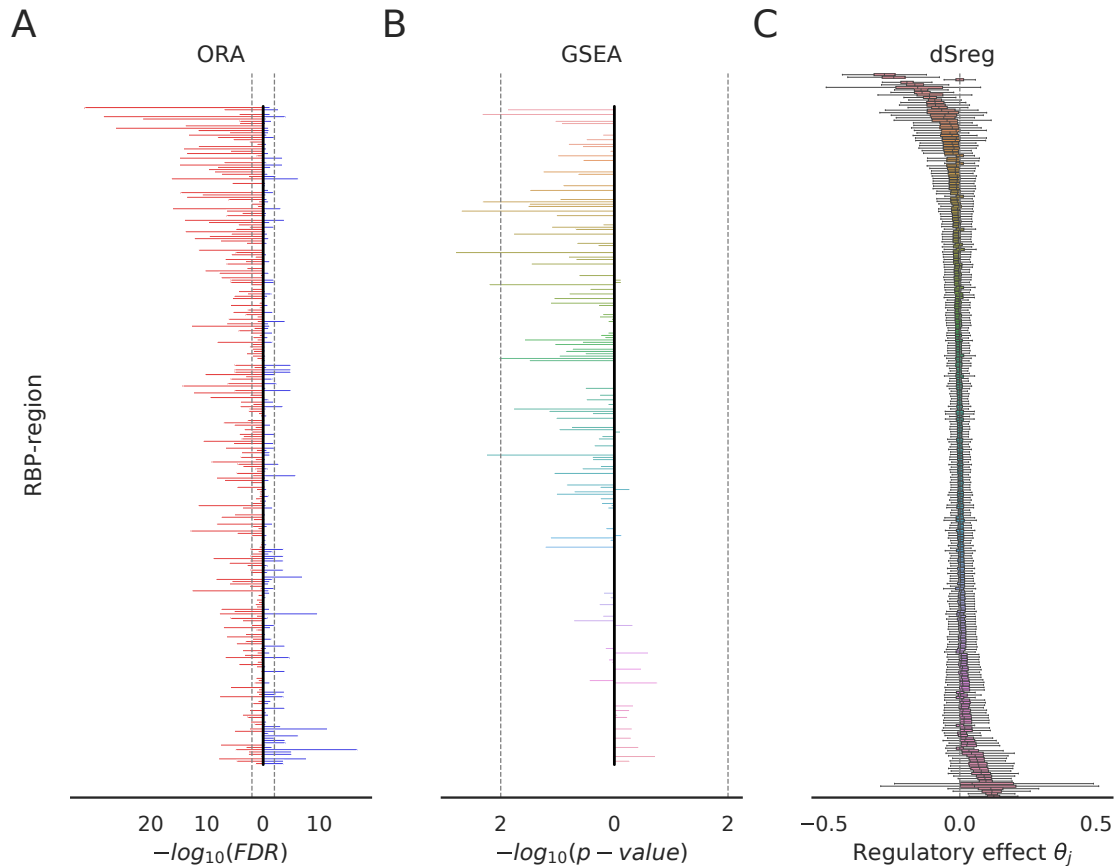 A
B
C
ORA
GSEA
dSreg
RBP-region
20 10 0 10
2 0 2
−0.5 0.0 0.5
−log₁₀(FDR)
−log₁₀(p − value)
Regulatory effect θⱼ